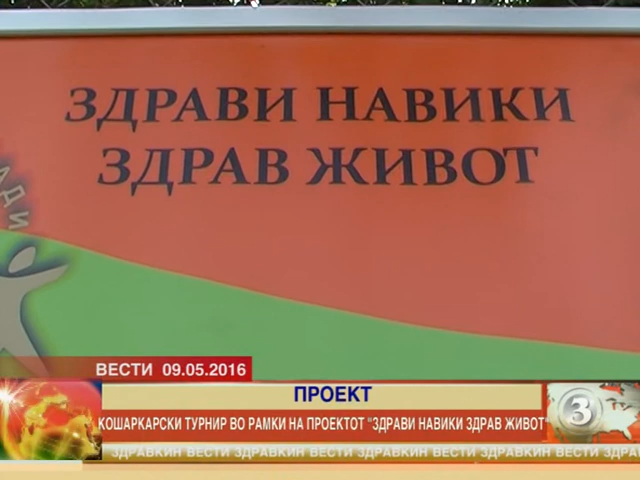 ЗДРАВИ НАВИКИ
ЗДРАВ ЖИВОТ
ВЕСТИ 09.05.2016
ПРОЕКТ
КОШАРКАРСКИ ТУРНИР ВО РАМКИ НА ПРОЕКТОТ "ЗДРАВИ НАВИКИ ЗДРАВ ЖИВОТ"
3
ЗДРАВКИН ВЕСТИ ЗДРАВКИН ВЕСТИ ЗДРАВКИН ВЕСТИ ЗДРАВ